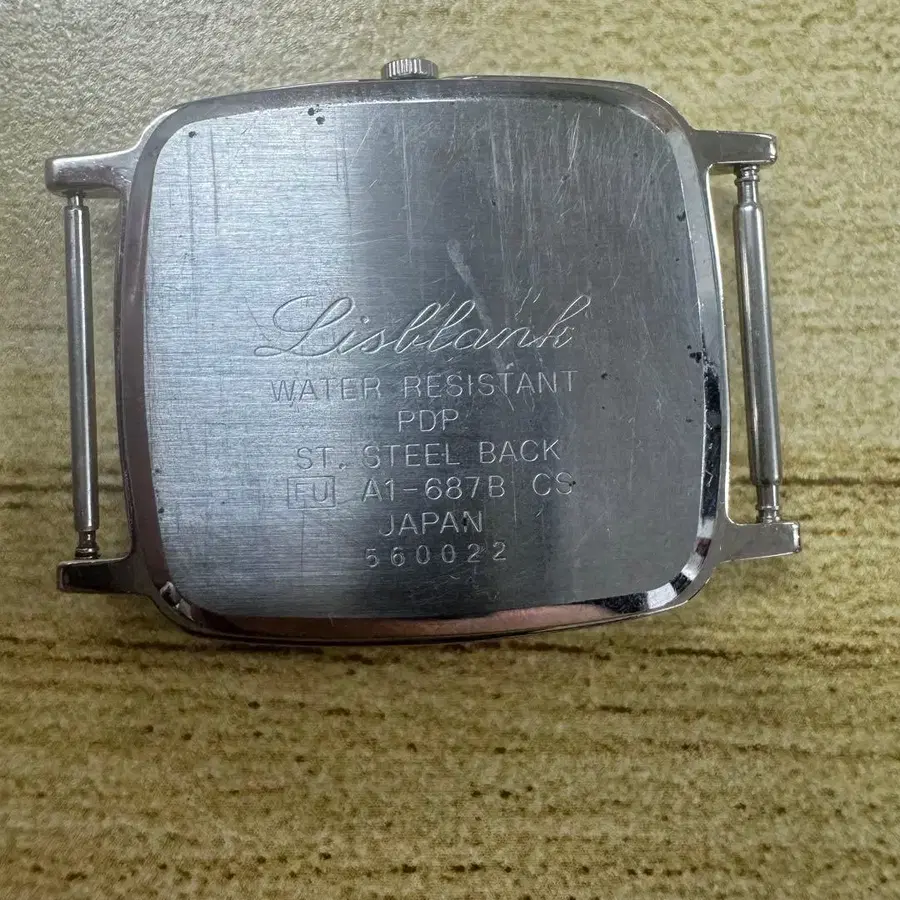 Lisblank
WATER RESISTANT
PDP
ST. STEEL BACK
FU A1-687B CS
JAPAN
560022